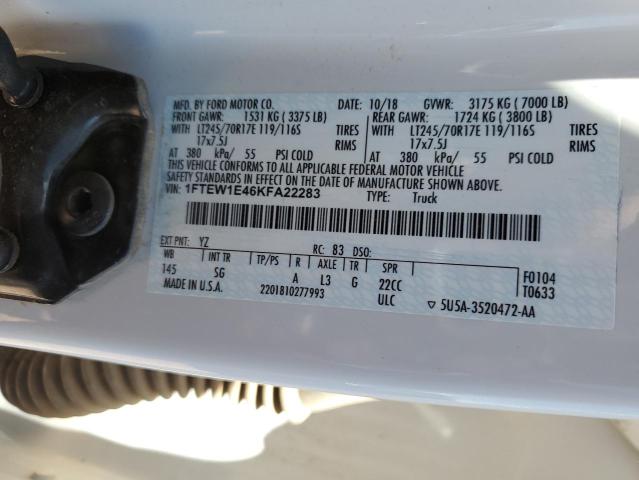 MFD. BY FORD MOTOR CO. DATE: 10/18 GVWR: 3175 KG ( 7000 LB)
FRONT GAWR: 1531 KG ( 3375 LB) REAR GAWR: 1724 KG ( 3800 LB)
WITH LT245/70R17E 119/116S TIRES WITH LT245/70R17E 119/116S TIRES
17x7.5J RIMS 17x7.5J RIMS
AT 380 kPa/ 55 PSI COLD AT 380 kPa/ 55 PSI COLD
THIS VEHICLE CONFORMS TO ALL APPLICABLE FEDERAL MOTOR VEHICLE
SAFETY STANDARDS IN EFFECT ON THE DATE OF MANUFACTURE SHOWN ABOVE.
VIN: 1FTEW1E46KFA22283 TYPE: Truck
EXT PNT: YZ RC: 83 DSO:
WB INT TR TP/PS R AXLE TR SPR F0104
145 SG A L3 G 22CC T0633
MADE IN U.S.A. 2201810277993 ULC ▽ 5U5A-3520472-AA